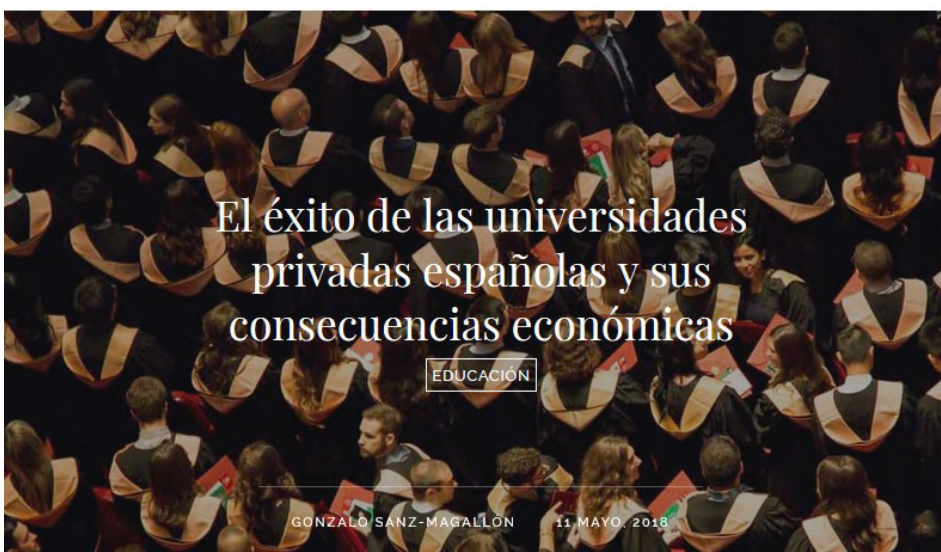 El éxito de las universidades
privadas españolas y sus
consecuencias económicas
EDUCACIÓN
GONZALO SANZ-MAGALLÓN 11 MAYO, 2018